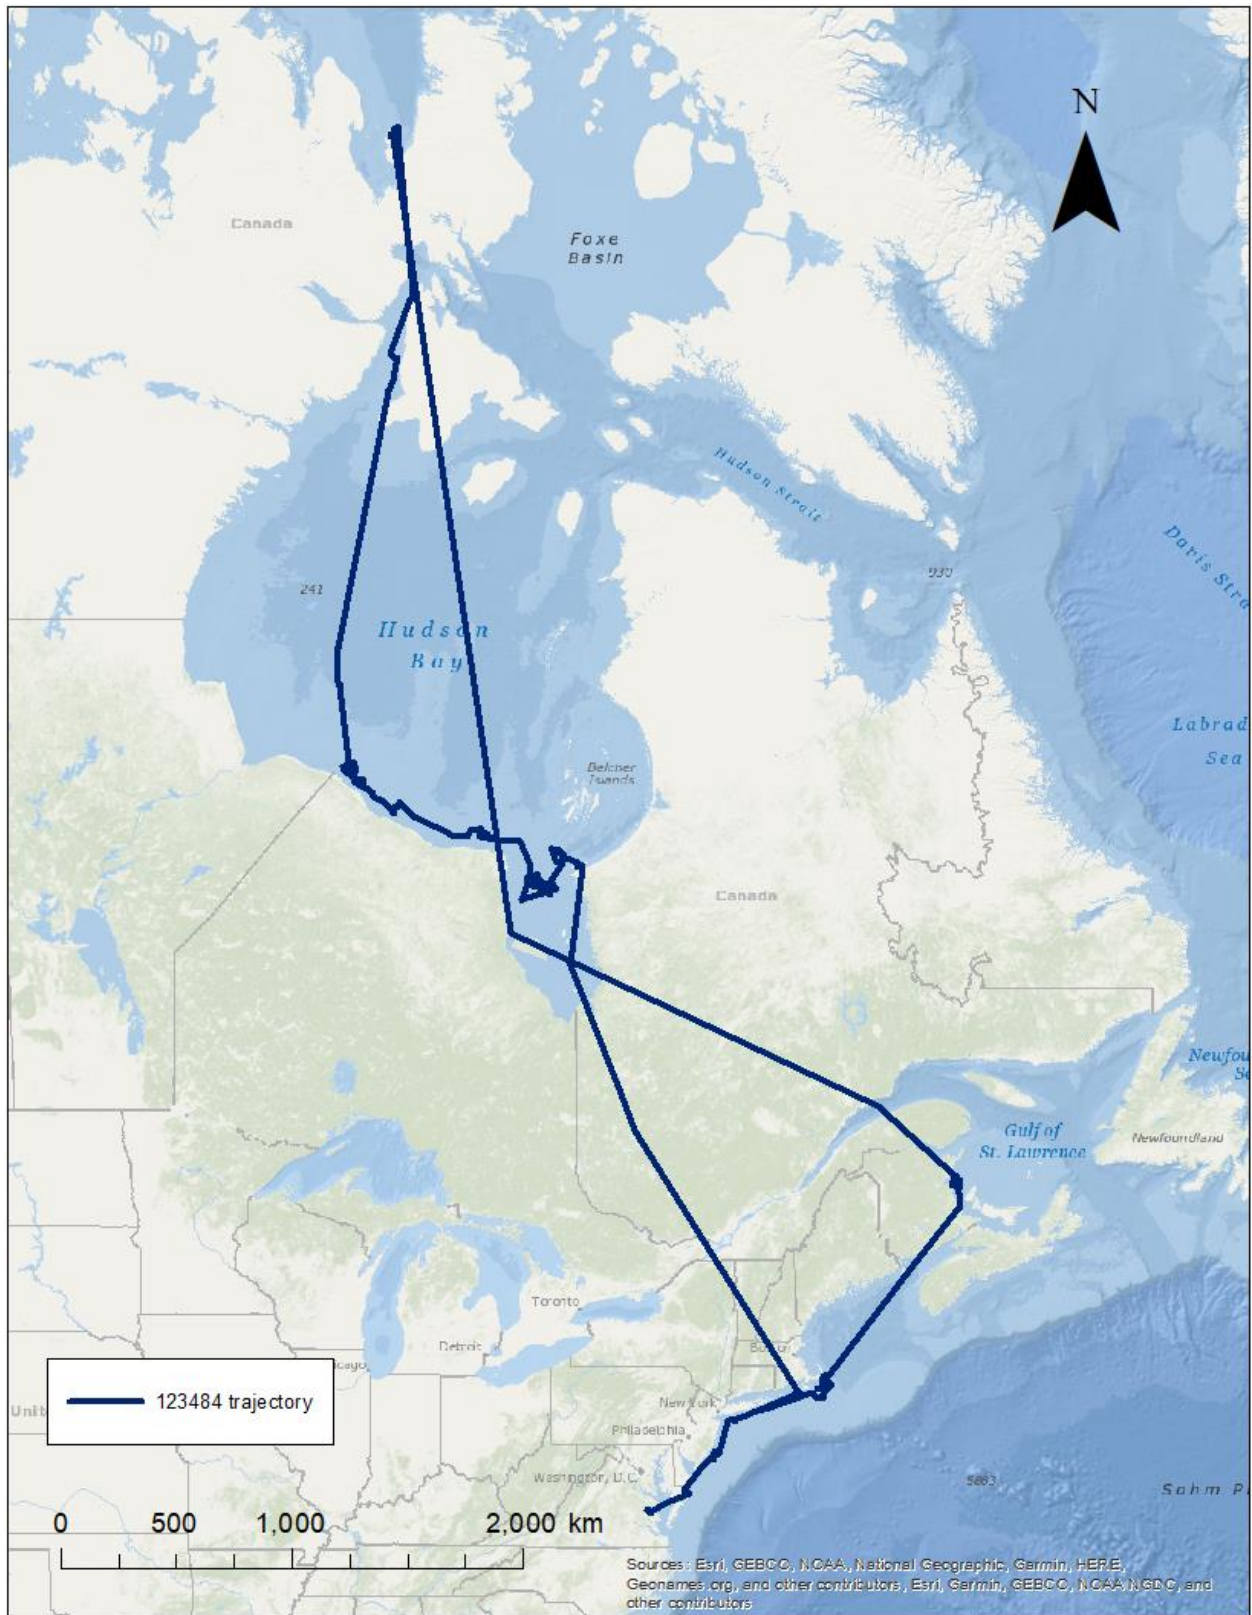 N
Canada
Foxe
Basin
Hudson Strait
Davis Stra
930
241
Hudson
Bay
Labrad
Sea
Belcher
Islands
Canada
Newfou
Gulf of
St. Lawrence
Newfoundland
Toronto
Boston
Detroit
icago
New York
Unit
123484 trajectory
Philadelphia
Washington, D.C.
Sohm P
0 500 1,000 2,000 km
Sources: Esri, GEBCO, NOAA, National Geographic, Garmin, HERE,
Geonames.org, and other contributors, Esri, Garmin, GEBCO, NOAA NGDC, and
other contributors